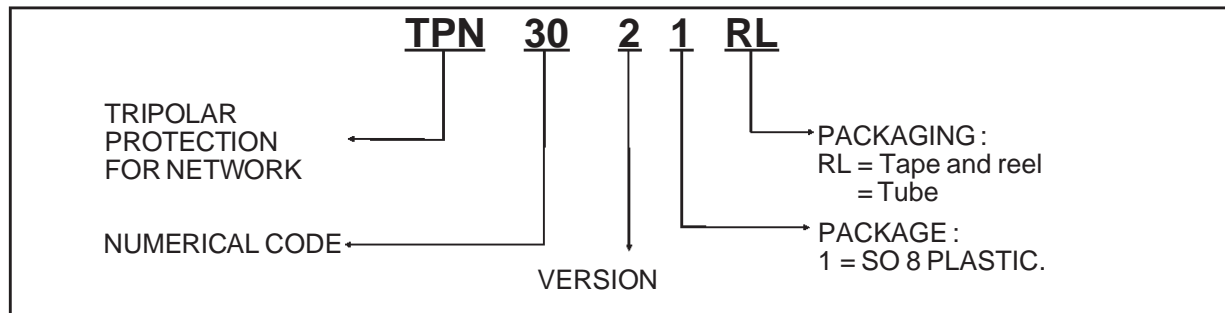 TPN 30 2 1 RL
TRIPOLAR
PROTECTION
FOR NETWORK
NUMERICAL CODE
VERSION
PACKAGING :
RL = Tape and reel
= Tube
PACKAGE :
1 = SO 8 PLASTIC.